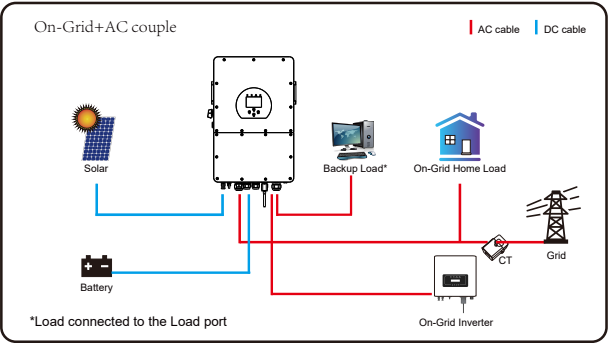 On-Grid+AC couple
AC cable
DC cable
Solar
Backup Load*
On-Grid Home Load
CT
Grid
Battery
On-Grid Inverter
*Load connected to the Load port